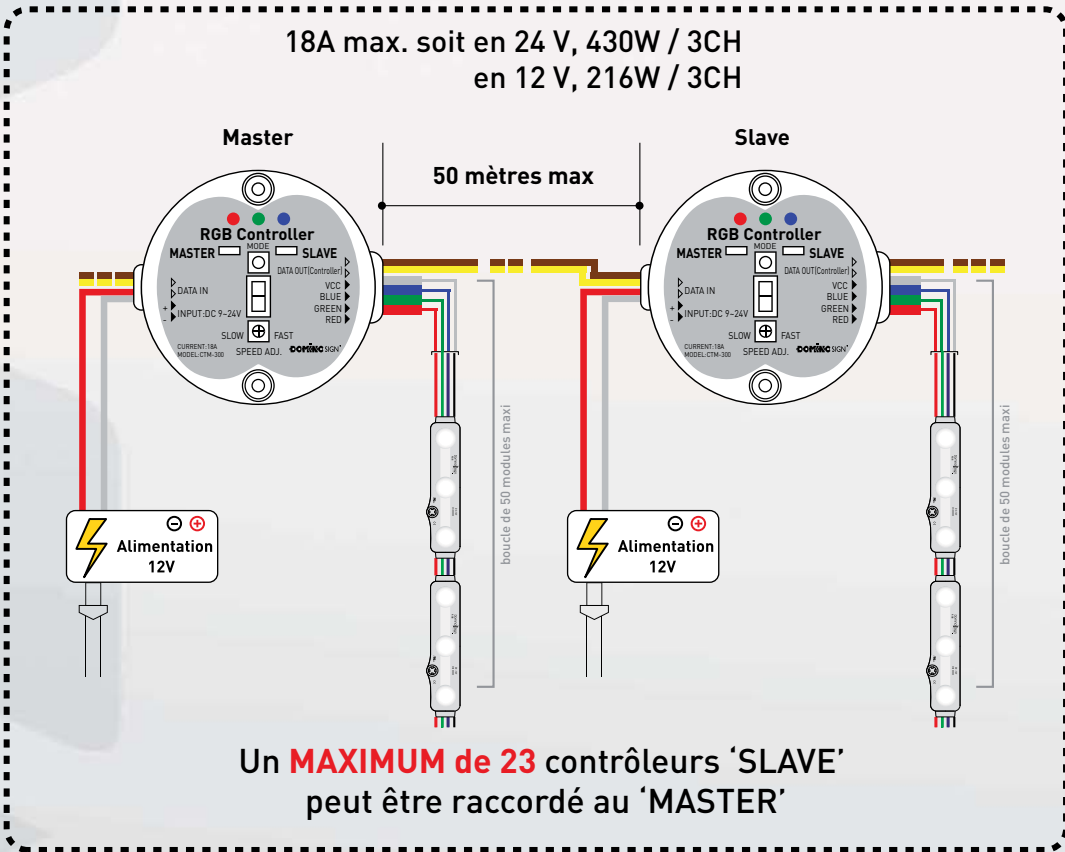 18A max. soit en 24 V, 430W / 3CH
en 12 V, 216W / 3CH
Master
Slave
50 mètres max
RGB Controller
MODE
MASTER
SLAVE
DATA OUT(Controller)
DATA IN
VCC
BLUE
GREEN
RED
+
-
INPUT:DC 9~24V
SLOW
FAST
CURRENT:18A
MODEL:CTM-300
SPEED ADJ.
DOMINO SIGN
RGB Controller
MODE
MASTER
SLAVE
DATA OUT(Controller)
DATA IN
VCC
BLUE
GREEN
RED
+
-
INPUT:DC 9~24V
SLOW
FAST
CURRENT:18A
MODEL:CTM-300
SPEED ADJ.
DOMINO SIGN
boucle de 50 modules maxi
boucle de 50 modules maxi
Alimentation
12V
Alimentation
12V
Un MAXIMUM de 23 contrôleurs ‘SLAVE’
peut être raccordé au ‘MASTER’